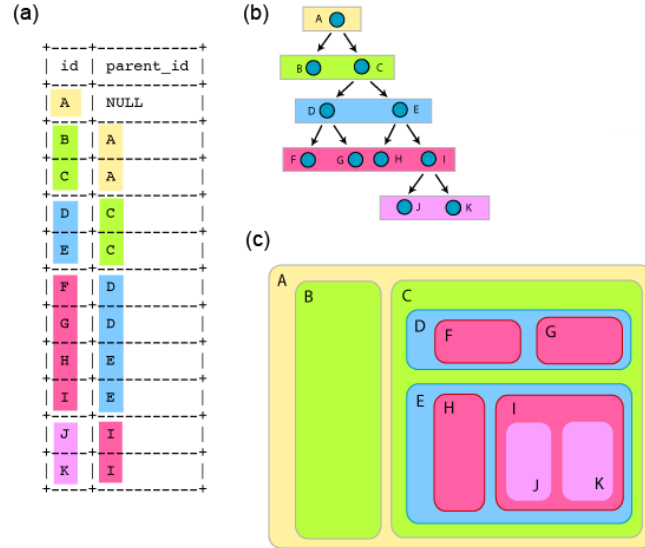 (a)
+-----+------------+
| id | parent_id |
+-----+------------+
| A | NULL |
+-----+------------+
| B | A |
+-----+------------+
| C | A |
+-----+------------+
| D | C |
+-----+------------+
| E | C |
+-----+------------+
| F | D |
+-----+------------+
| G | D |
+-----+------------+
| H | E |
+-----+------------+
| I | E |
+-----+------------+
| J | I |
+-----+------------+
| K | I |
+-----+------------+
(b)
A
B C
D E
F G H I
J K
(c)
A
B C
D F G
E H I
J K